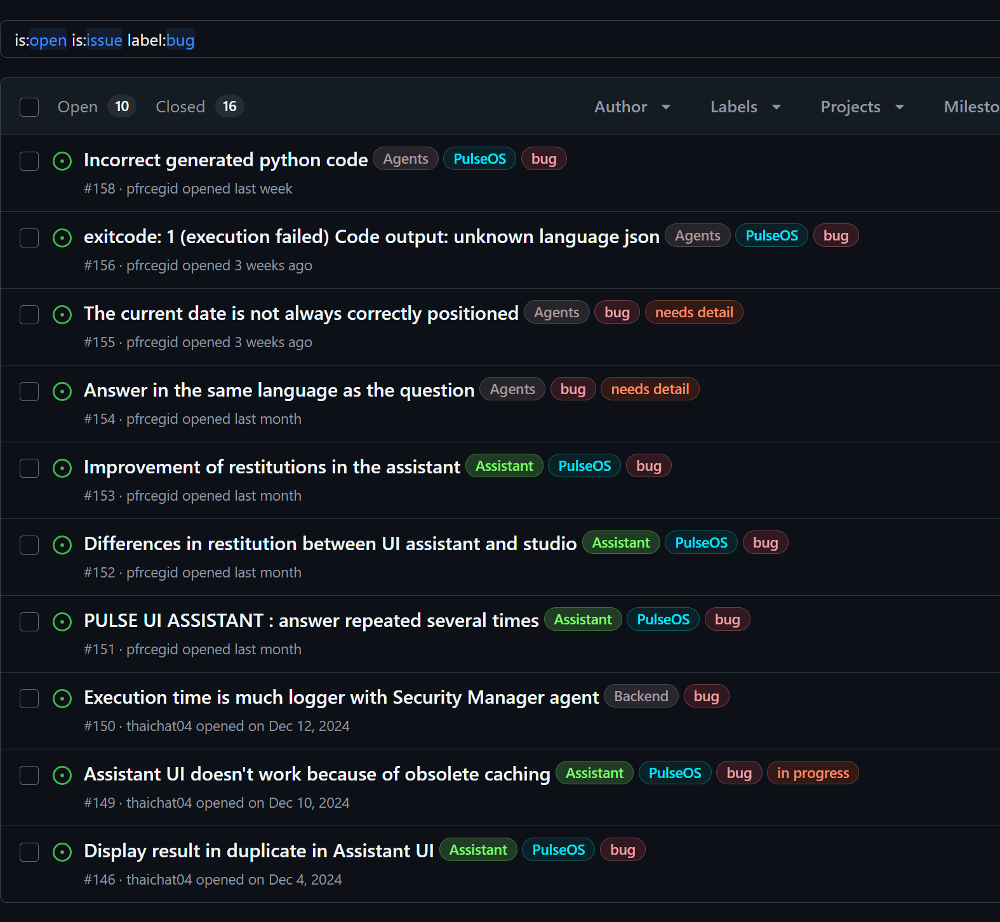 is:open is:issue label:bug
Open 10 Closed 16 Author Labels Projects Milesto
Incorrect generated python code Agents PulseOS bug
#158 · pfrcegid opened last week
exitcode: 1 (execution failed) Code output: unknown language json Agents PulseOS bug
#156 · pfrcegid opened 3 weeks ago
The current date is not always correctly positioned Agents bug needs detail
#155 · pfrcegid opened 3 weeks ago
Answer in the same language as the question Agents bug needs detail
#154 · pfrcegid opened last month
Improvement of restitutions in the assistant Assistant PulseOS bug
#153 · pfrcegid opened last month
Differences in restitution between UI assistant and studio Assistant PulseOS bug
#152 · pfrcegid opened last month
PULSE UI ASSISTANT : answer repeated several times Assistant PulseOS bug
#151 · pfrcegid opened last month
Execution time is much logger with Security Manager agent Backend bug
#150 · thaichat04 opened on Dec 12, 2024
Assistant UI doesn't work because of obsolete caching Assistant PulseOS bug in progress
#149 · thaichat04 opened on Dec 10, 2024
Display result in duplicate in Assistant UI Assistant PulseOS bug
#146 · thaichat04 opened on Dec 4, 2024